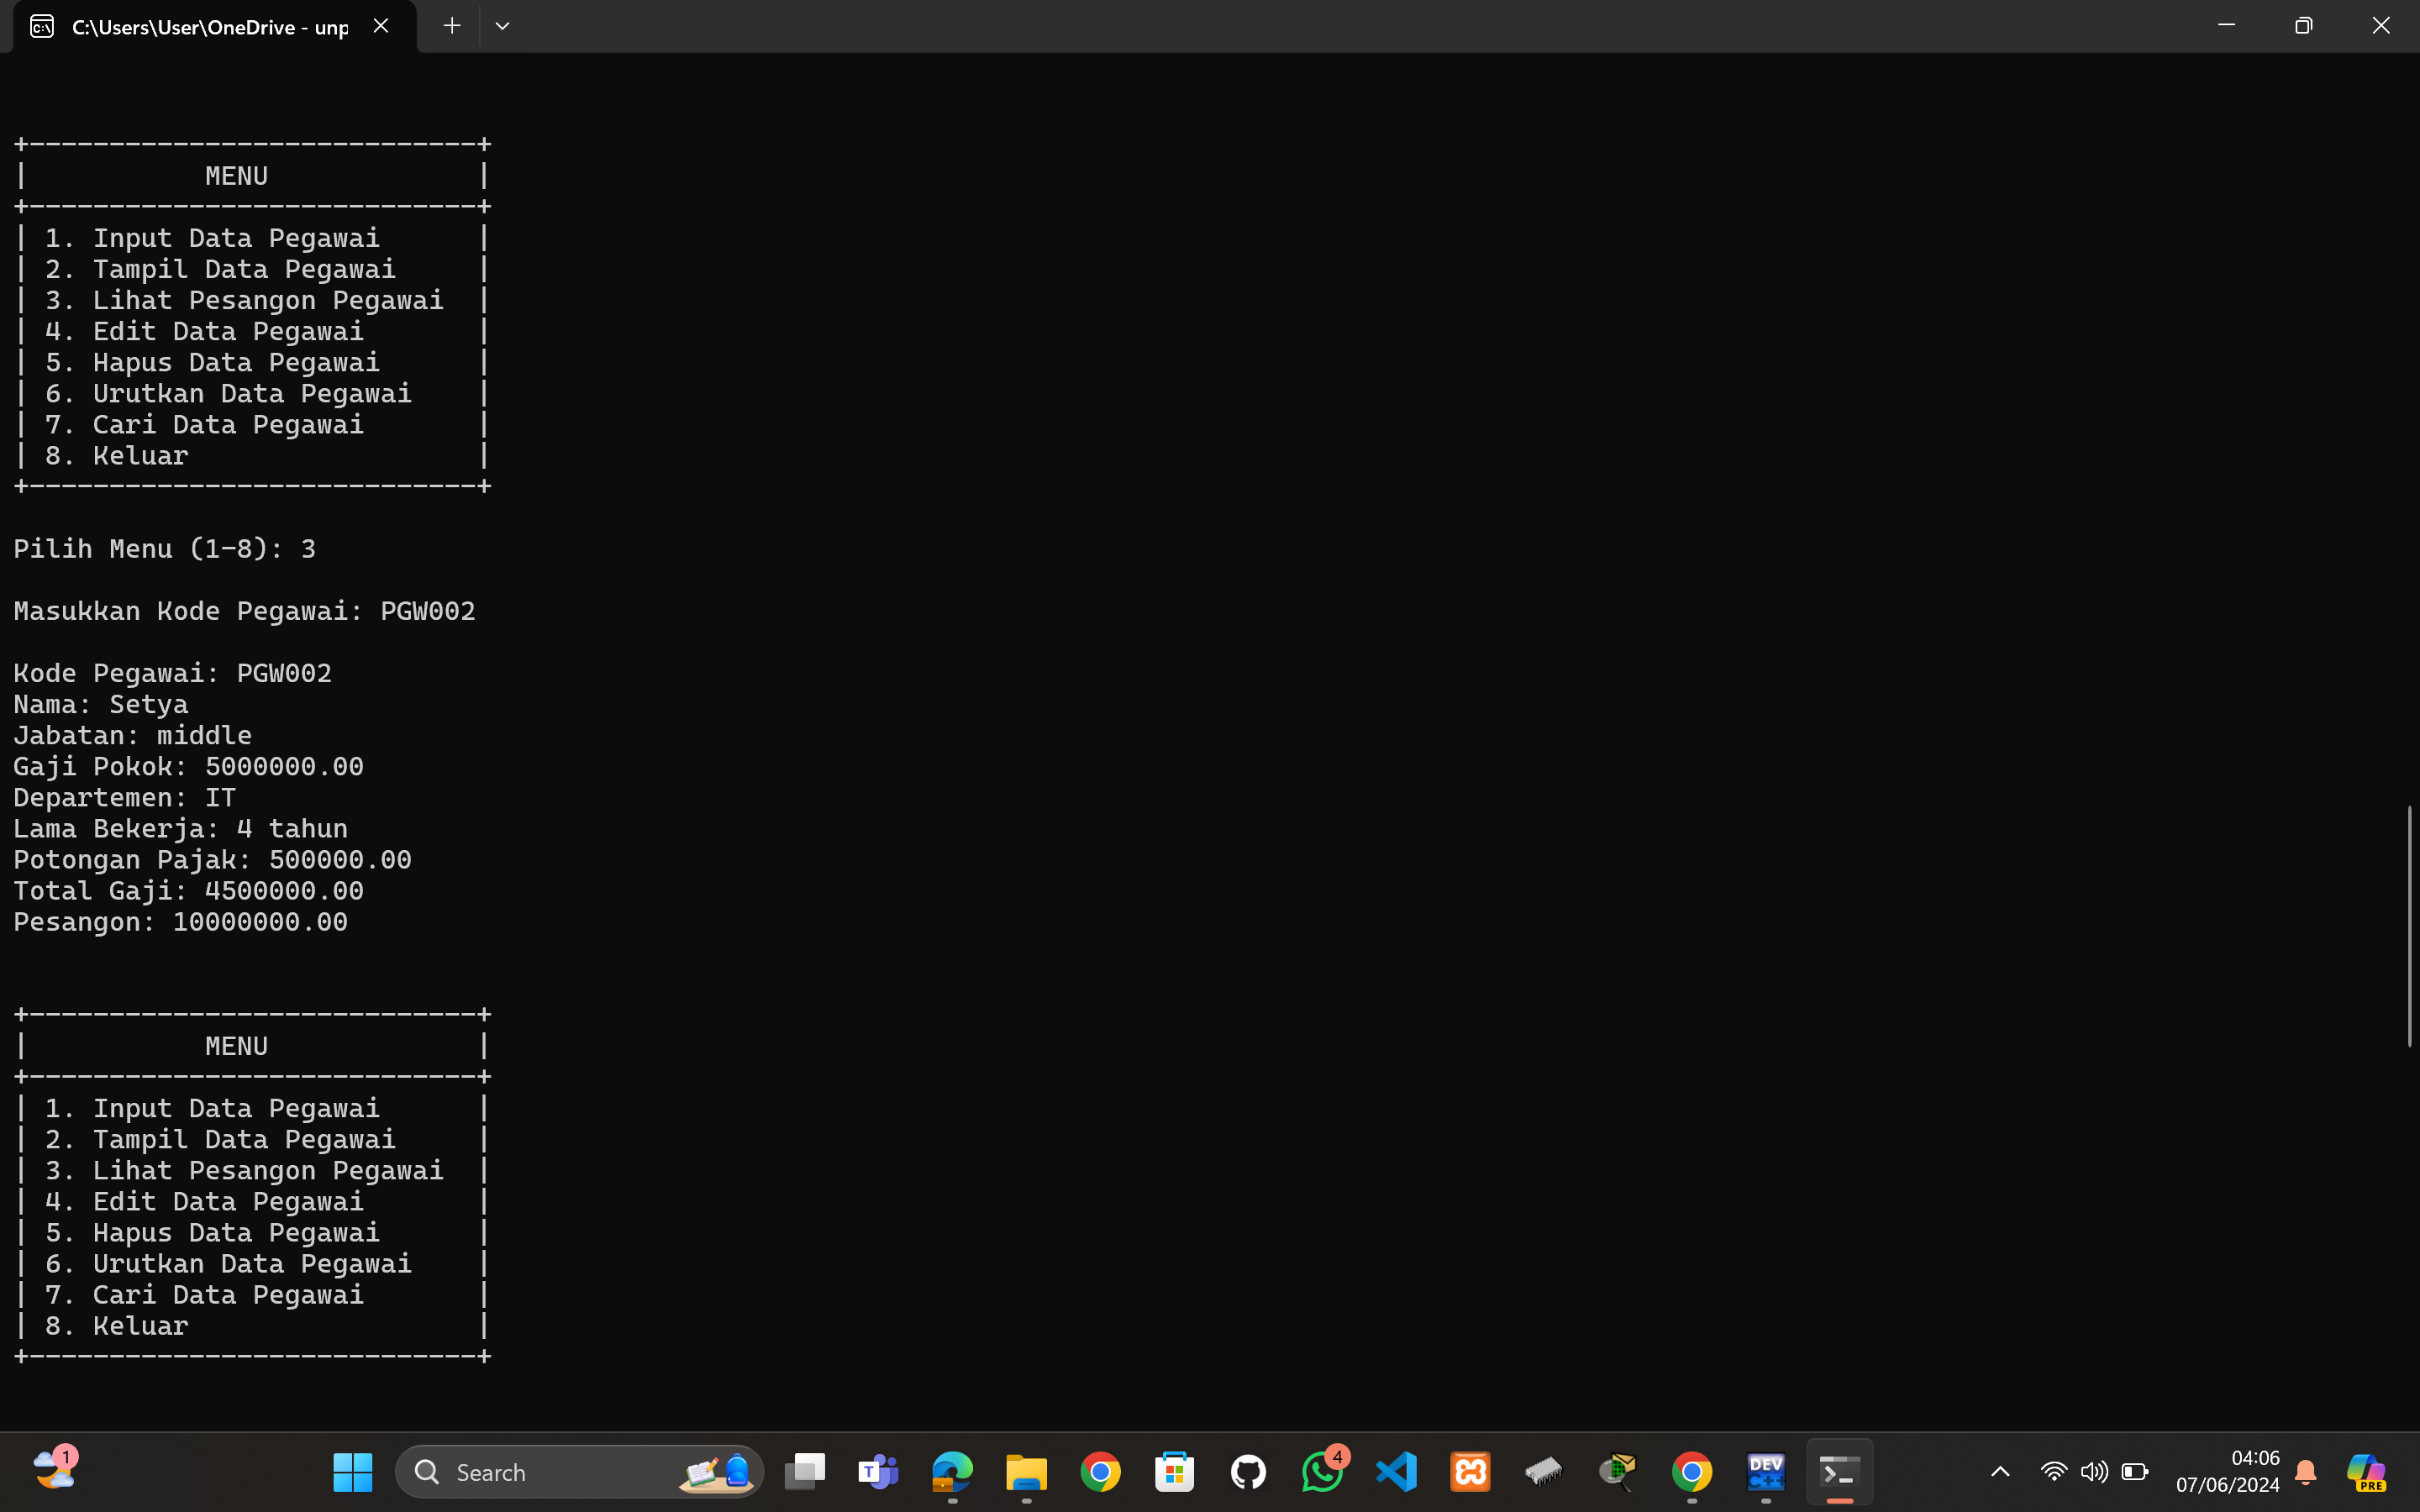 C:\Users\User\OneDrive - unp
+----------------------------+
| MENU |
+----------------------------+
| 1. Input Data Pegawai |
| 2. Tampil Data Pegawai |
| 3. Lihat Pesangon Pegawai |
| 4. Edit Data Pegawai |
| 5. Hapus Data Pegawai |
| 6. Urutkan Data Pegawai |
| 7. Cari Data Pegawai |
| 8. Keluar |
+----------------------------+
Pilih Menu (1-8): 3
Masukkan Kode Pegawai: PGW002
Kode Pegawai: PGW002
Nama: Setya
Jabatan: middle
Gaji Pokok: 5000000.00
Departemen: IT
Lama Bekerja: 4 tahun
Potongan Pajak: 500000.00
Total Gaji: 4500000.00
Pesangon: 10000000.00
+----------------------------+
| MENU |
+----------------------------+
| 1. Input Data Pegawai |
| 2. Tampil Data Pegawai |
| 3. Lihat Pesangon Pegawai |
| 4. Edit Data Pegawai |
| 5. Hapus Data Pegawai |
| 6. Urutkan Data Pegawai |
| 7. Cari Data Pegawai |
| 8. Keluar |
+----------------------------+
1
Search
T
4
DEV C++
04:06
07/06/2024
PRE